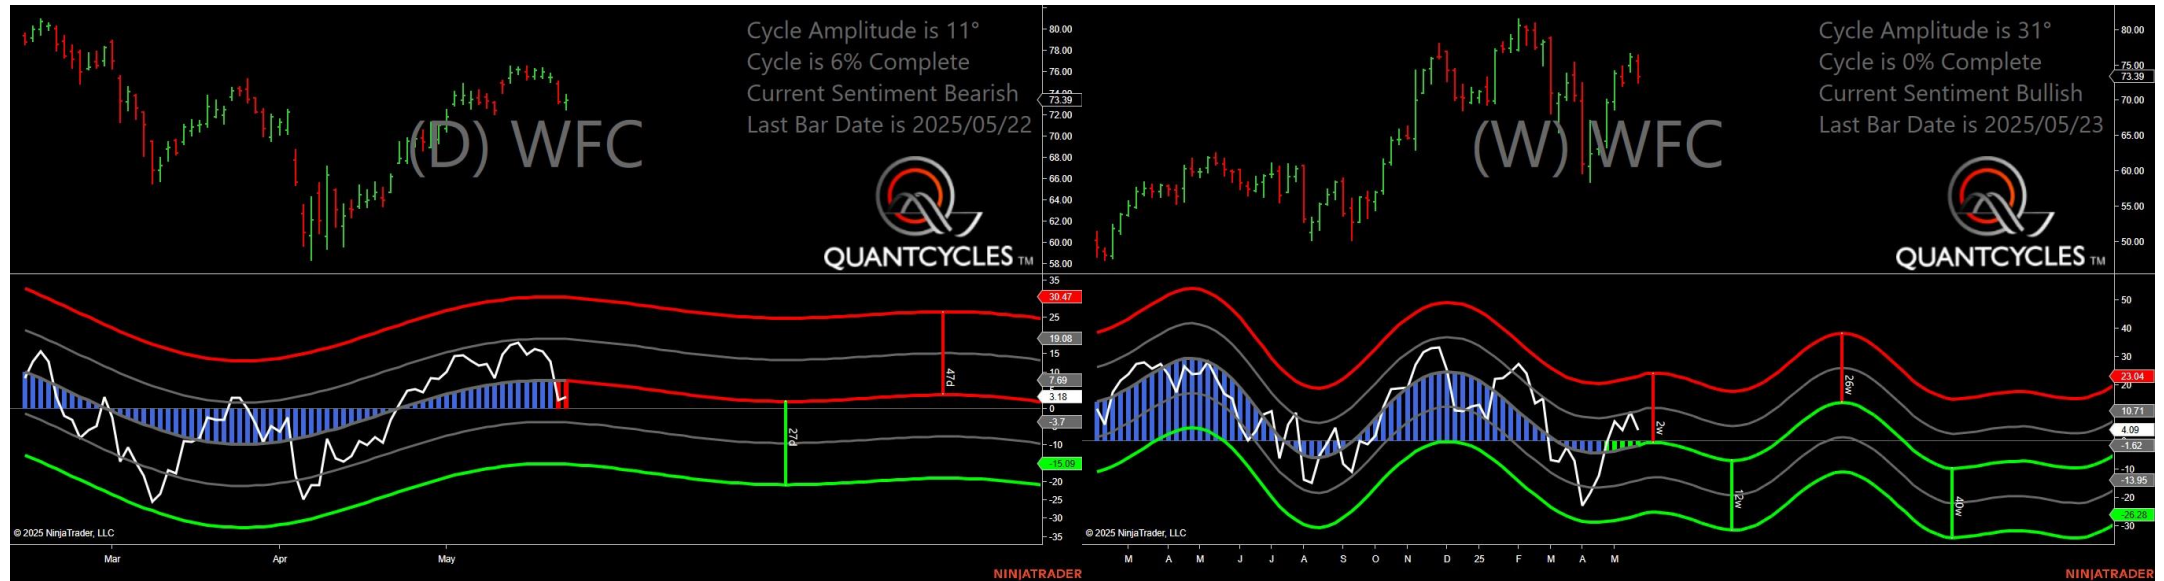 Cycle Amplitude is 11°
Cycle is 6% Complete
Current Sentiment Bearish
Last Bar Date is 2025/05/22
(D) WFC
QUANTCYCLES TM
80.00
78.00
76.00
74.00
73.39
72.00
70.00
68.00
66.00
64.00
62.00
60.00
58.00
35
30.47
25
19.08
15
10
7.69
5
3.18
0
-3.7
-10
-15.09
-20
-25
-30
-35
47d
27d
© 2025 NinjaTrader, LLC
Mar
Apr
May
NINJATRADER
Cycle Amplitude is 31°
Cycle is 0% Complete
Current Sentiment Bullish
Last Bar Date is 2025/05/23
(W) WFC
QUANTCYCLES TM
80.00
75.00
73.39
70.00
65.00
60.00
55.00
50.00
50
40
30
23.04
20
10.71
4.09
-1.62
-10
-13.95
-20
-26.28
-30
2w
26w
12w
40w
© 2025 NinjaTrader, LLC
M
A
M
J
J
A
S
O
N
D
25
F
M
A
M
NINJATRADER